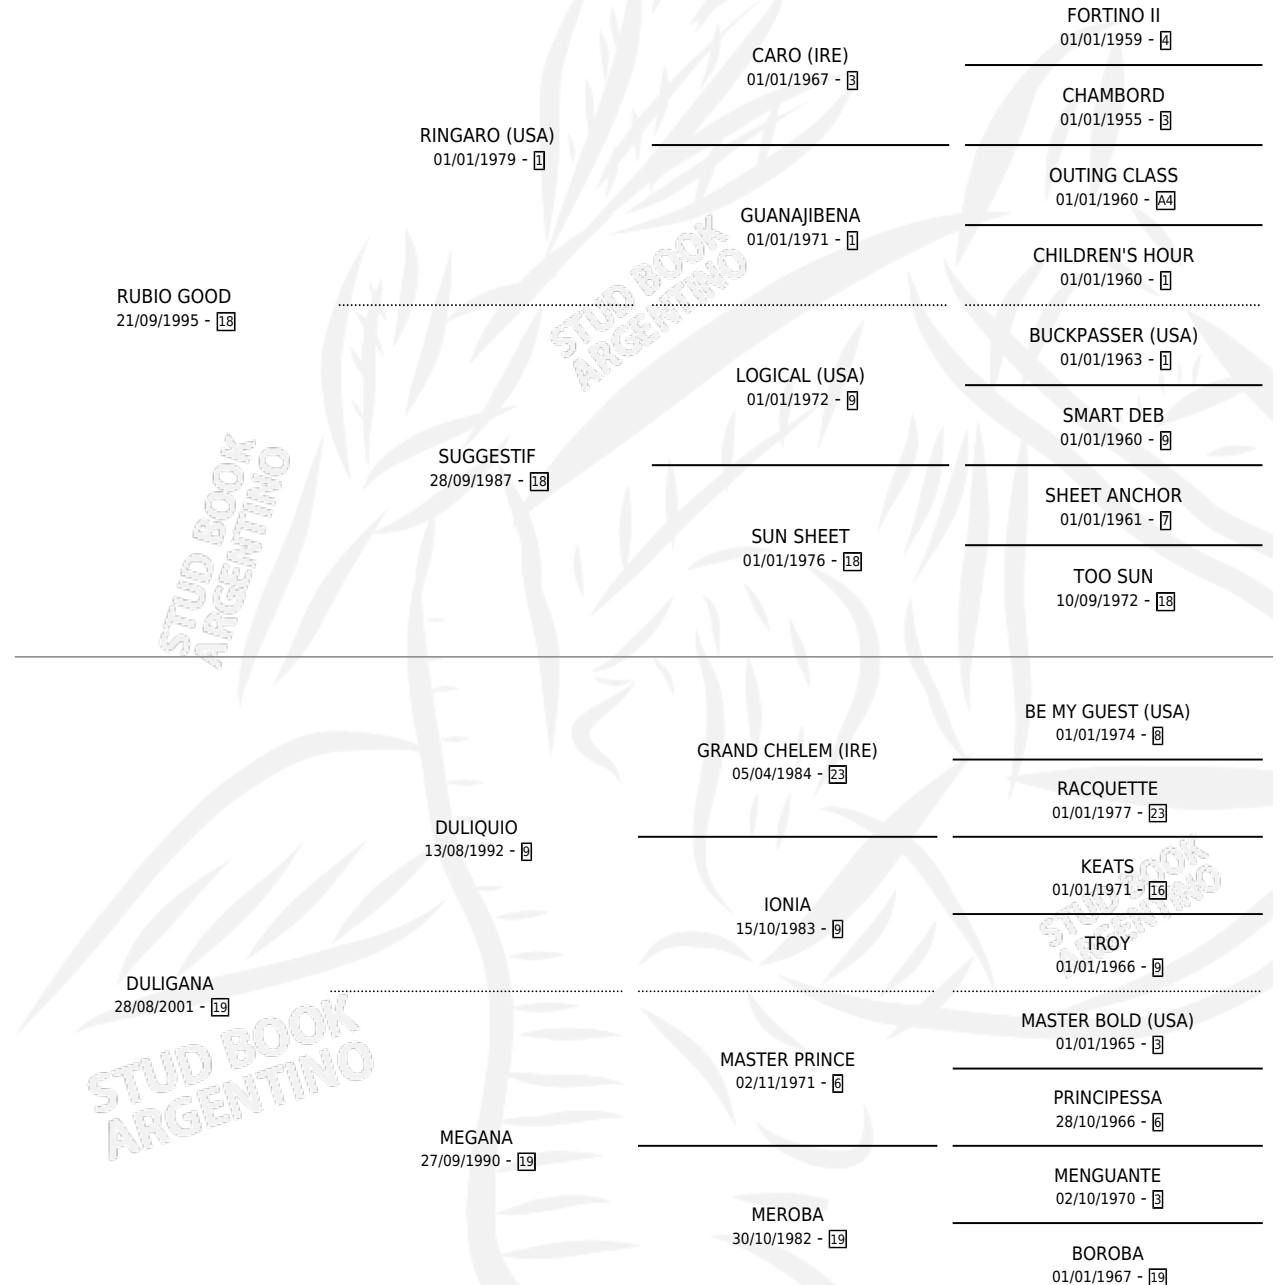 FORTINO II
01/01/1959 - 4
CARO (IRE)
01/01/1967 - 3
CHAMBORD
01/01/1955 - 3
RINGARO (USA)
01/01/1979 - 1
OUTING CLASS
01/01/1960 - A4
GUANAJIBENA
01/01/1971 - 1
CHILDREN'S HOUR
01/01/1960 - 1
RUBIO GOOD
21/09/1995 - 18
BUCKPASSER (USA)
01/01/1963 - 1
LOGICAL (USA)
01/01/1972 - 9
SMART DEB
01/01/1960 - 9
SUGGESTIF
28/09/1987 - 18
SHEET ANCHOR
01/01/1961 - 7
SUN SHEET
01/01/1976 - 18
TOO SUN
10/09/1972 - 18
BE MY GUEST (USA)
01/01/1974 - 8
GRAND CHELEM (IRE)
05/04/1984 - 23
RACQUETTE
01/01/1977 - 23
DULIQUIO
13/08/1992 - 9
KEATS
01/01/1971 - 16
IONIA
15/10/1983 - 9
TROY
01/01/1966 - 9
DULIGANA
28/08/2001 - 19
MASTER BOLD (USA)
01/01/1965 - 3
MASTER PRINCE
02/11/1971 - 6
PRINCIPESSA
28/10/1966 - 6
MEGANA
27/09/1990 - 19
MENGUANTE
02/10/1970 - 3
MEROBA
30/10/1982 - 19
BOROBA
01/01/1967 - 19
STUD BOOK
ARGENTINO
STUD BOOK
ARGENTINO
STUD BOOK
ARGENTINO
STUD BOOK
ARGENTINO